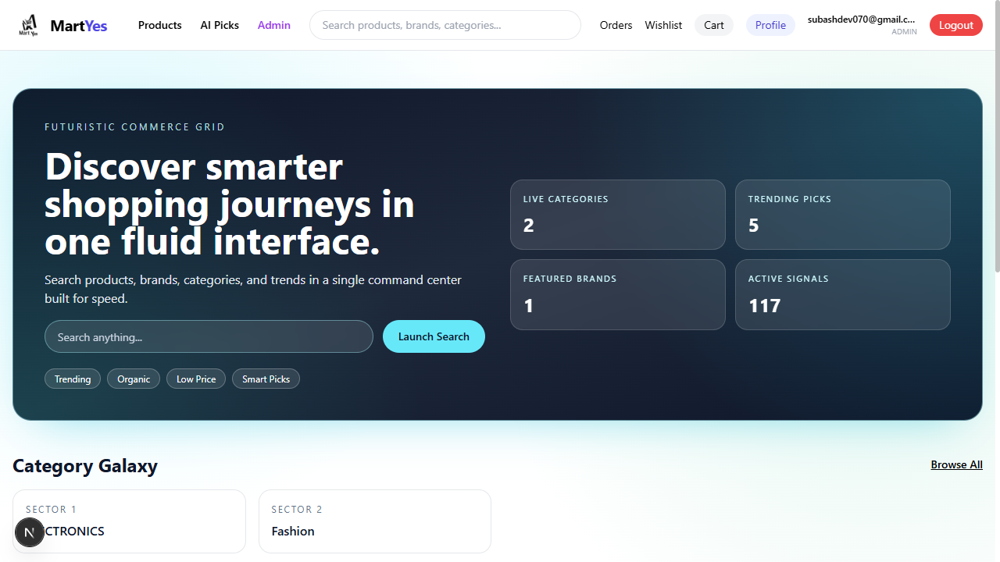 Mart Yes
MartYes
Products
AI Picks
Admin
Search products, brands, categories...
Orders
Wishlist
Cart
Profile
subashdev070@gmail.c...
ADMIN
Logout
FUTURISTIC COMMERCE GRID
Discover smarter
shopping journeys in
one fluid interface.
Search products, brands, categories, and trends in a single command center
built for speed.
Search anything...
Launch Search
Trending
Organic
Low Price
Smart Picks
LIVE CATEGORIES
2
TRENDING PICKS
5
FEATURED BRANDS
1
ACTIVE SIGNALS
117
Category Galaxy
Browse All
SECTOR 1
CTRONICS
SECTOR 2
Fashion
N